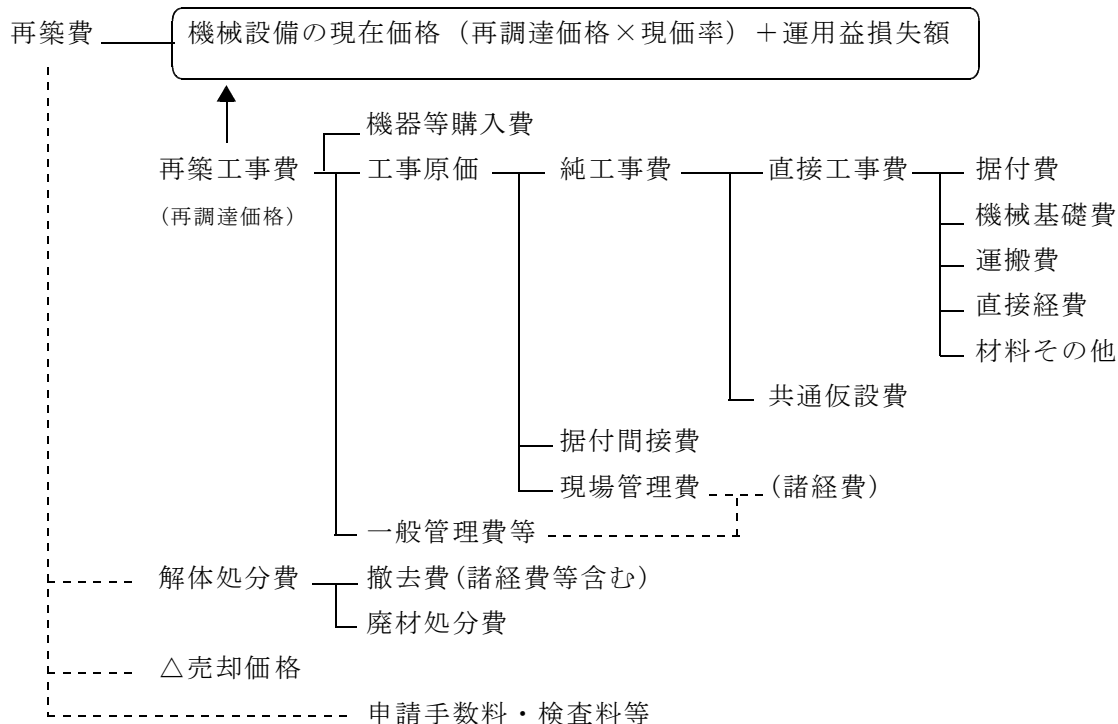 再築費 機械設備の現在価格（再調達価格×現価率）＋運用益損失額
機器等購入費
再築工事費 工事原価 純工事費 直接工事費 据付費
(再調達価格) 機械基礎費
運搬費
直接経費
材料その他
共通仮設費
据付間接費
現場管理費 (諸経費)
一般管理費等
解体処分費 撤去費(諸経費等含む)
廃材処分費
△売却価格
申請手数料・検査料等